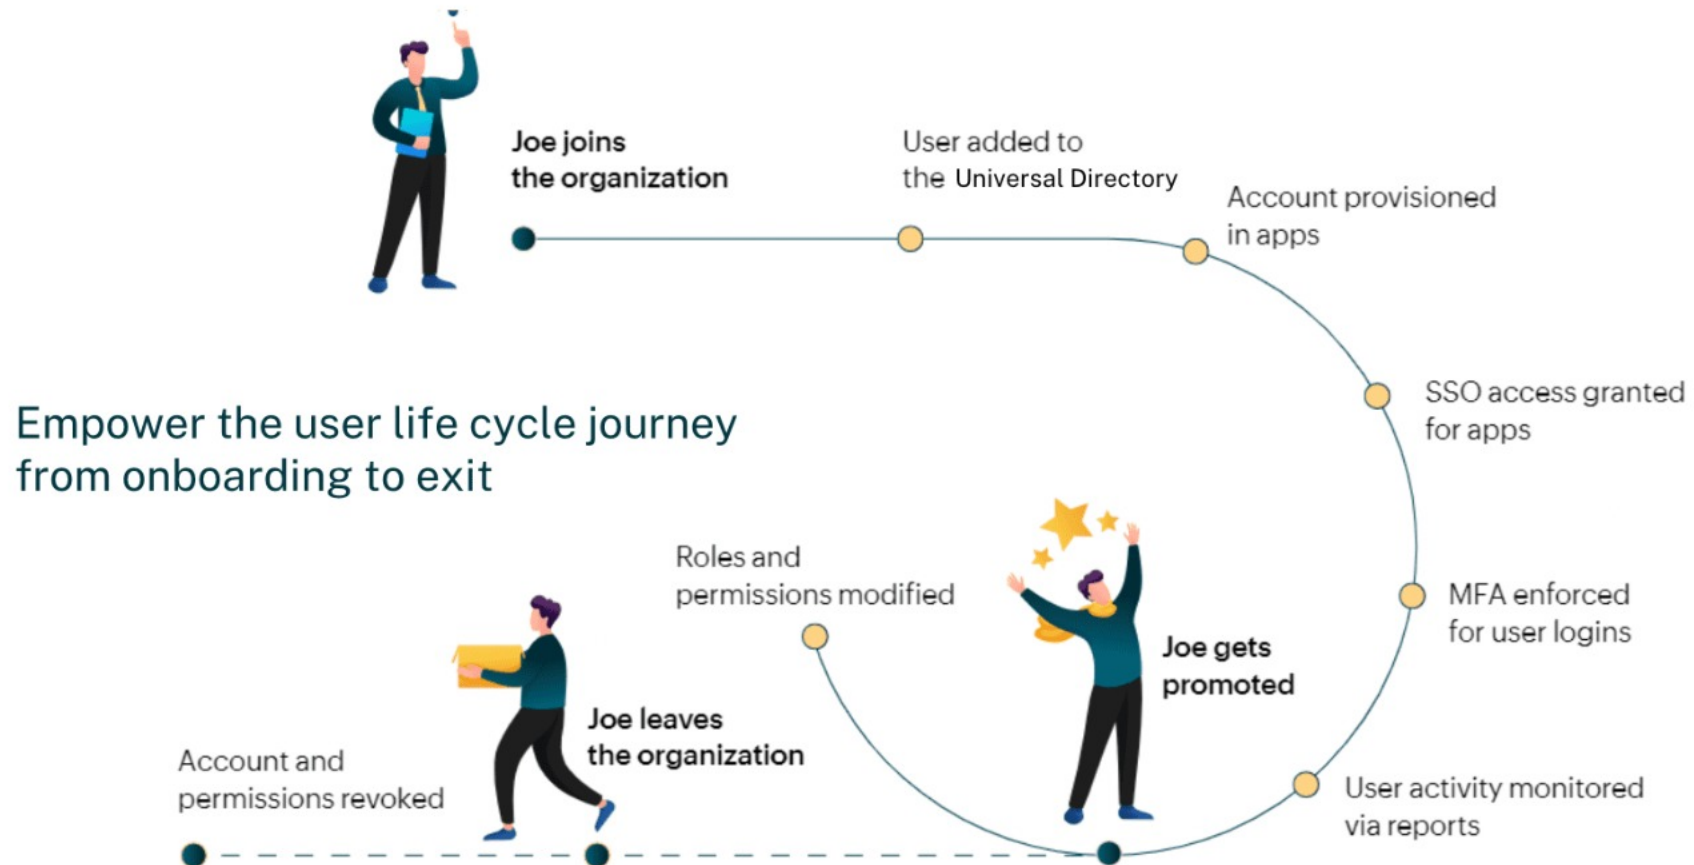 Joe joins
the organization
User added to
the Universal Directory
Account provisioned
in apps
SSO access granted
for apps
Empower the user life cycle journey
from onboarding to exit
MFA enforced
for user logins
User activity monitored
via reports
Joe gets
promoted
Roles and
permissions modified
Joe leaves
the organization
Account and
permissions revoked